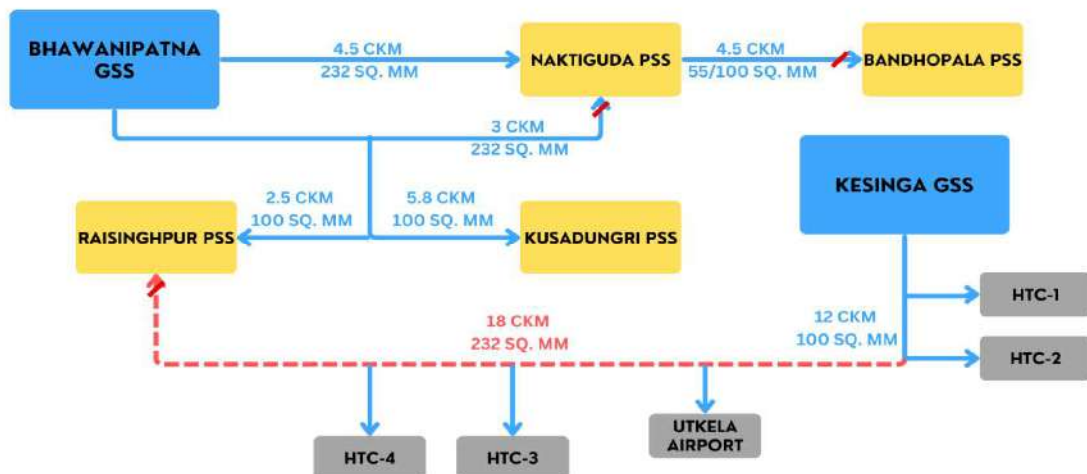 BHAWANIPATNA
GSS
4.5 CKM
232 SQ. MM
NAKTIGUDA PSS
4.5 CKM
55/100 SQ. MM
BANDHOPALA PSS
3 CKM
232 SQ. MM
KESINGA GSS
2.5 CKM
100 SQ. MM
5.8 CKM
100 SQ. MM
RAISINGHPUR PSS
KUSADUNGRI PSS
HTC-1
18 CKM
232 SQ. MM
12 CKM
100 SQ. MM
HTC-2
UTKELA
AIRPORT
HTC-4
HTC-3